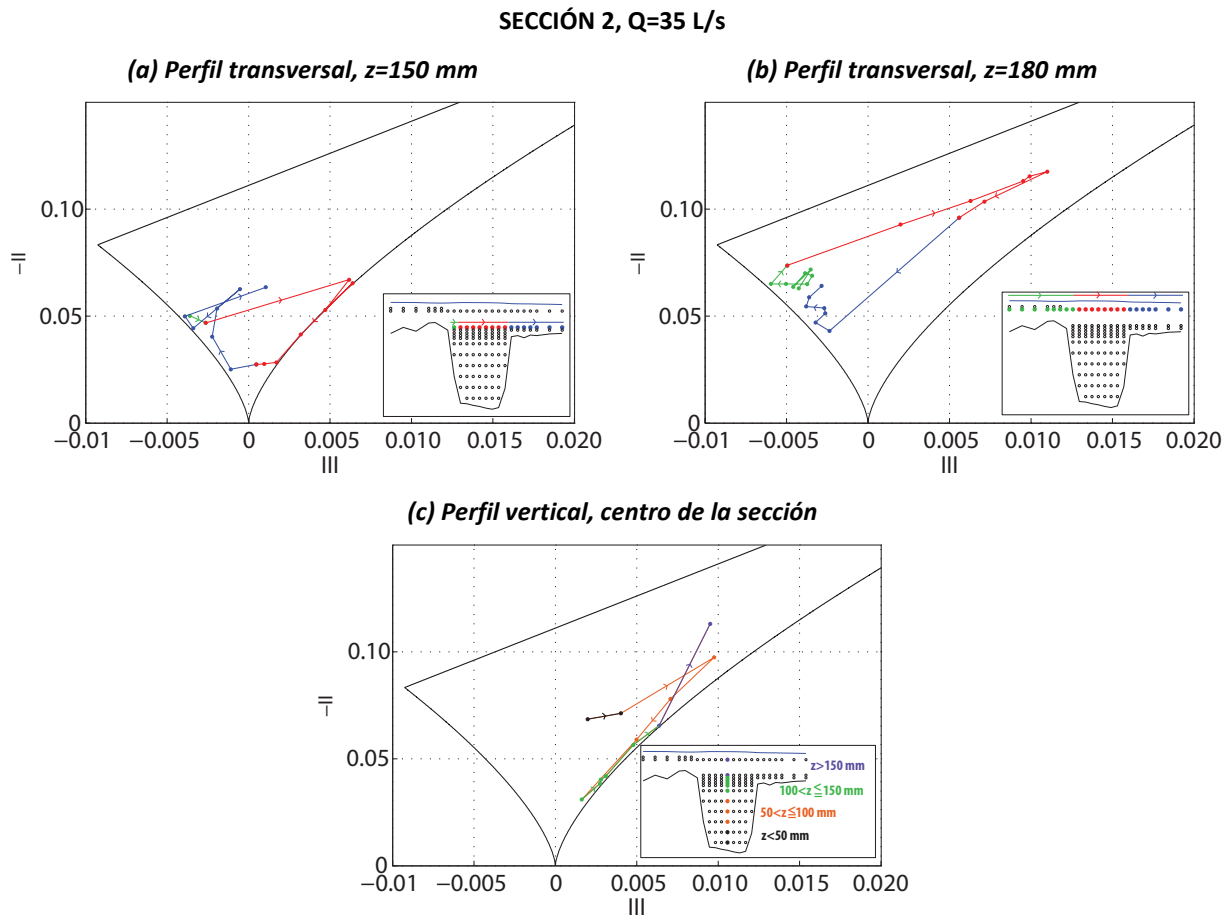 SECCIÓN 2, Q=35 L/s
(a) Perfil transversal, z=150 mm
(b) Perfil transversal, z=180 mm
−II
0.10
0.05
0
−0.01 −0.005 0 0.005 0.010 0.015 0.020
III
−II
0.10
0.05
0
−0.01 −0.005 0 0.005 0.010 0.015 0.020
III
(c) Perfil vertical, centro de la sección
−II
0.10
0.05
0
z>150 mm
100<z≦150 mm
50<z≦100 mm
z<50 mm
−0.01 −0.005 0 0.005 0.010 0.015 0.020
III